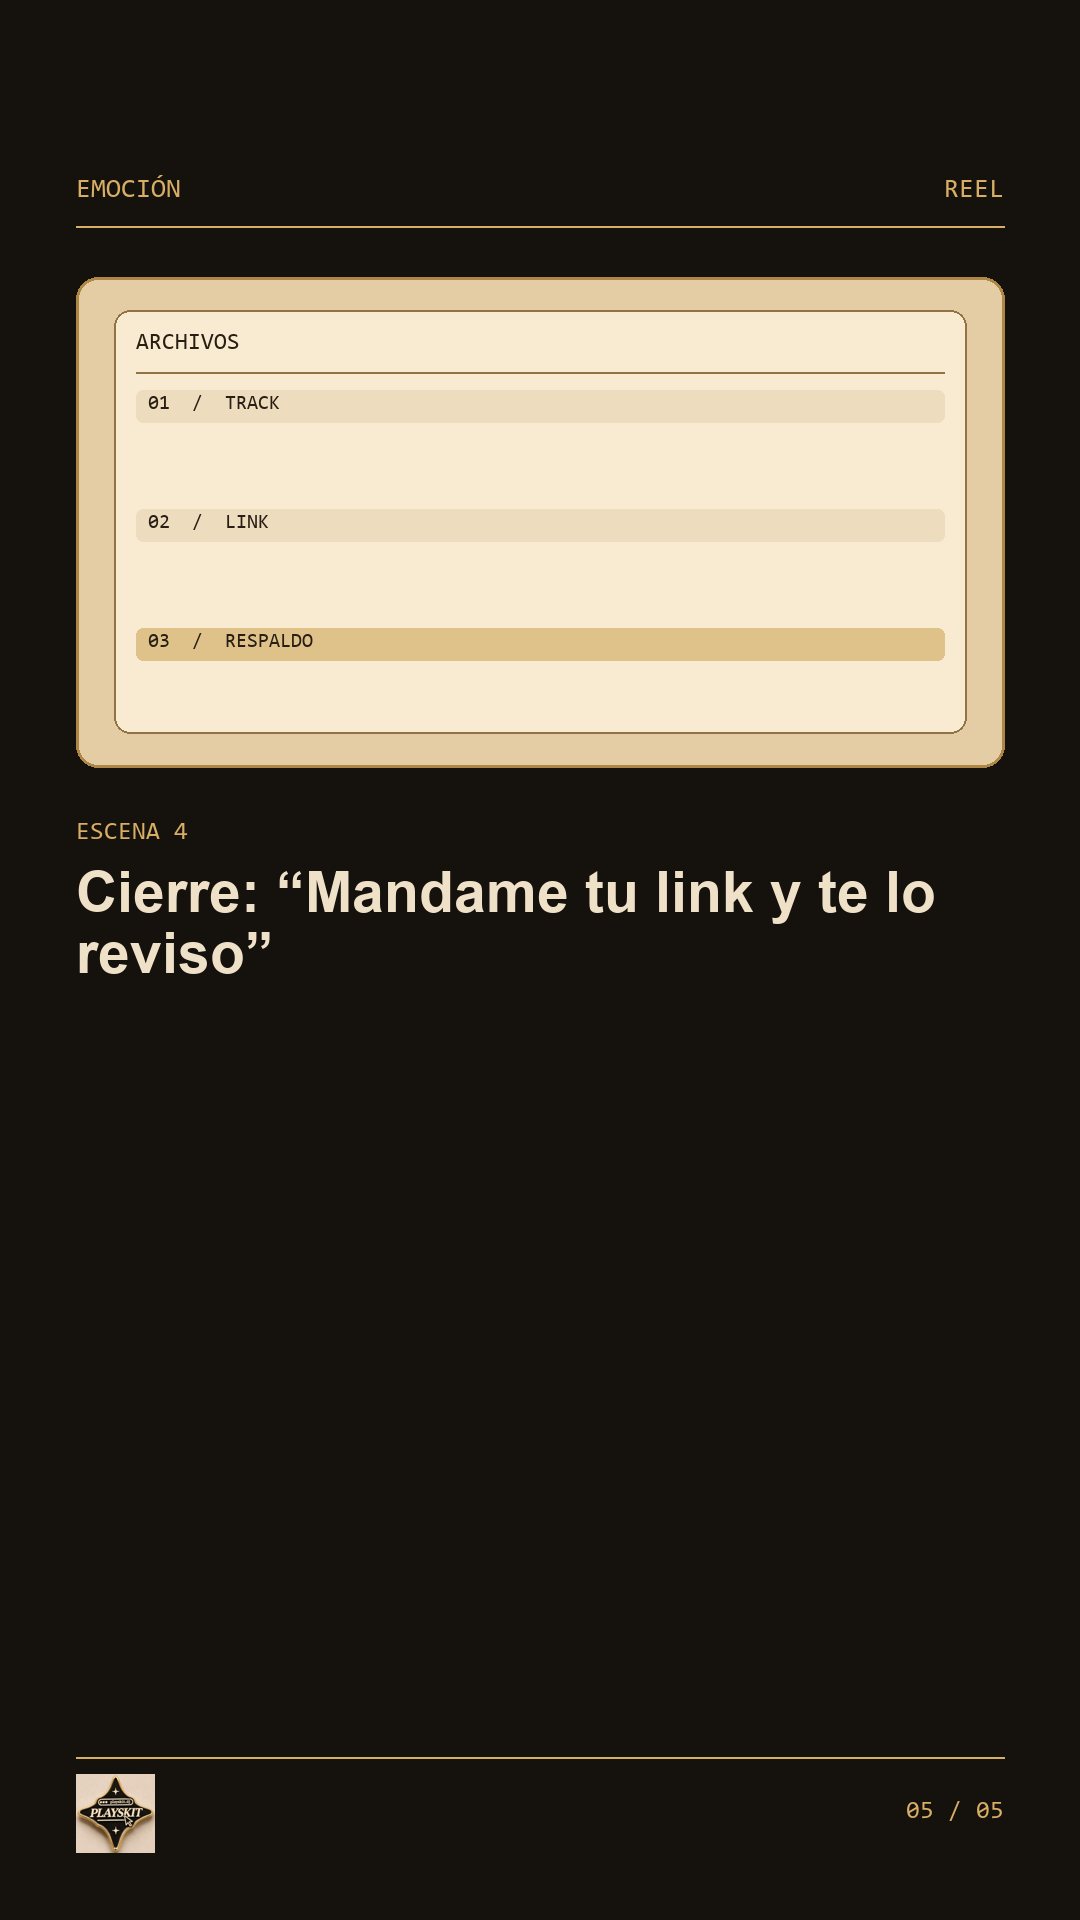 EMOCIÓN
REEL
ARCHIVOS
01 / TRACK
02 / LINK
03 / RESPALDO
ESCENA 4
Cierre: “Mandame tu link y te lo
reviso”
PLAYSKIT
05 / 05